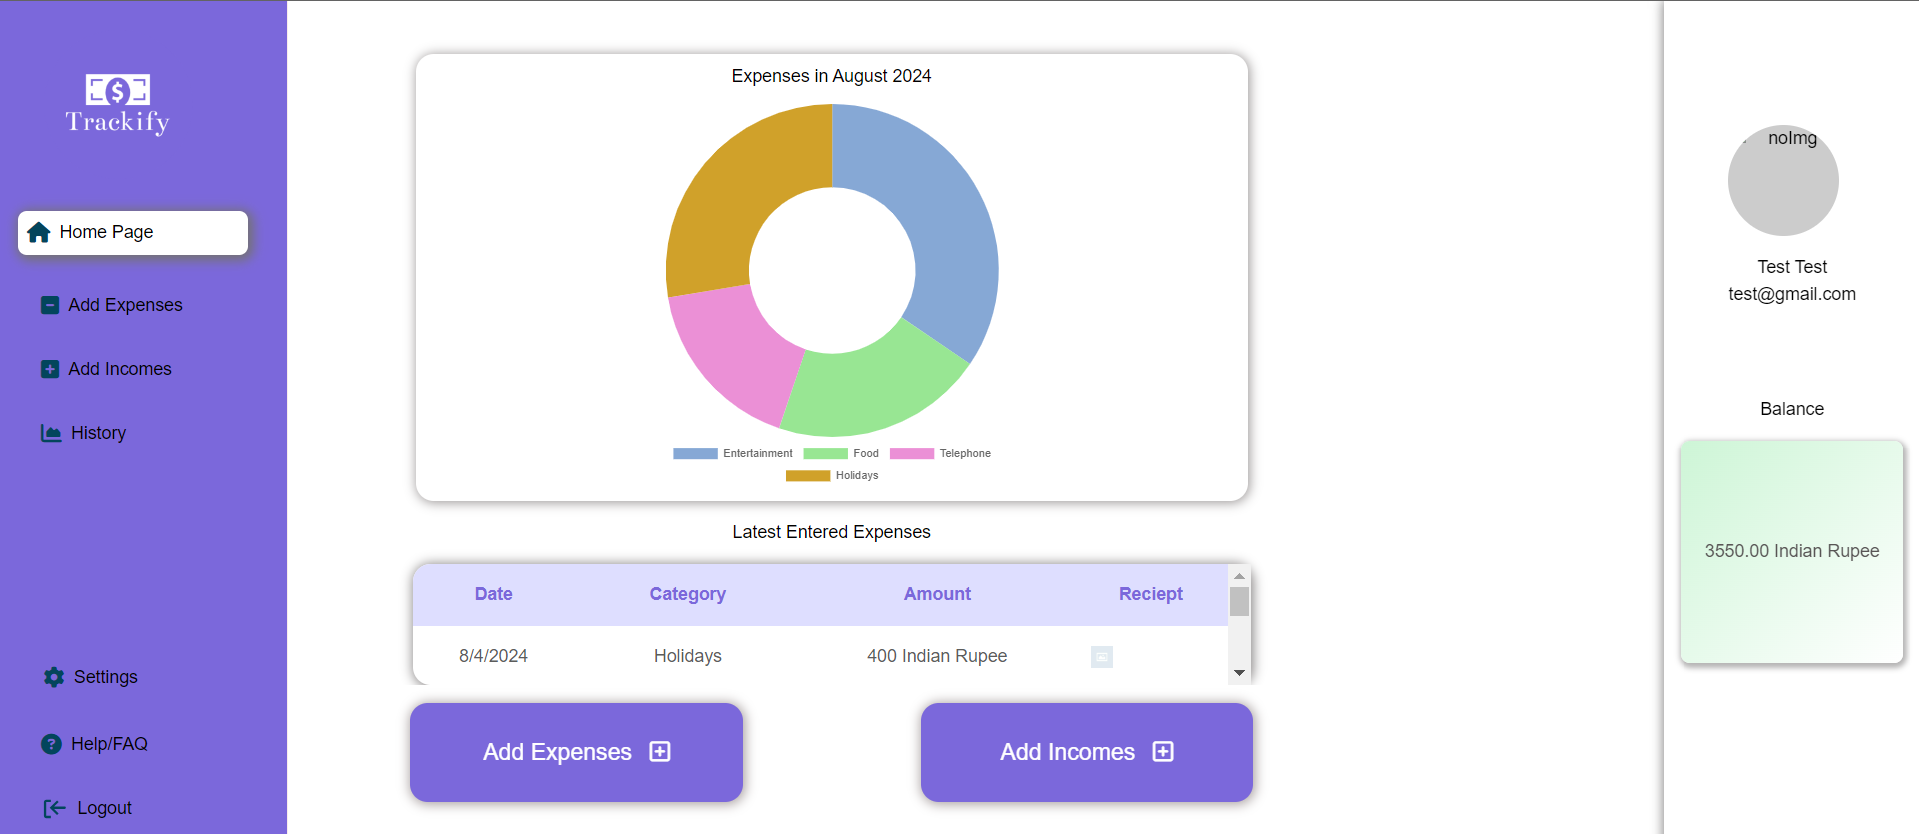 Trackify
Home Page
Add Expenses
Add Incomes
History
Settings
Help/FAQ
Logout
Expenses in August 2024
Entertainment Food Telephone
Holidays
Latest Entered Expenses
Date Category Amount Reciept
8/4/2024 Holidays 400 Indian Rupee
Add Expenses
Add Incomes
noImg
Test Test
test@gmail.com
Balance
3550.00 Indian Rupee